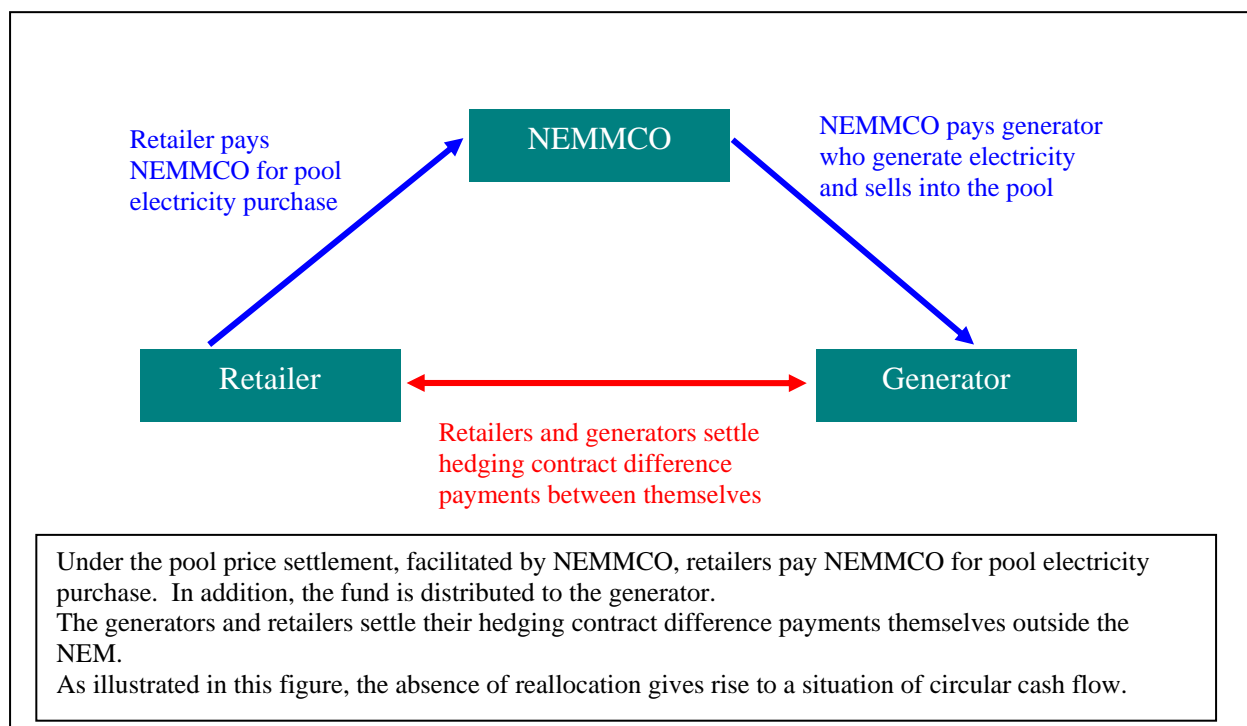 NEMMCO
Retailer pays
NEMMCO for pool
electricity purchase
NEMMCO pays generator
who generate electricity
and sells into the pool
Retailer
Generator
Retailers and generators settle
hedging contract difference
payments between themselves
Under the pool price settlement, facilitated by NEMMCO, retailers pay NEMMCO for pool electricity
purchase.  In addition, the fund is distributed to the generator.
The generators and retailers settle their hedging contract difference payments themselves outside the
NEM.
As illustrated in this figure, the absence of reallocation gives rise to a situation of circular cash flow.